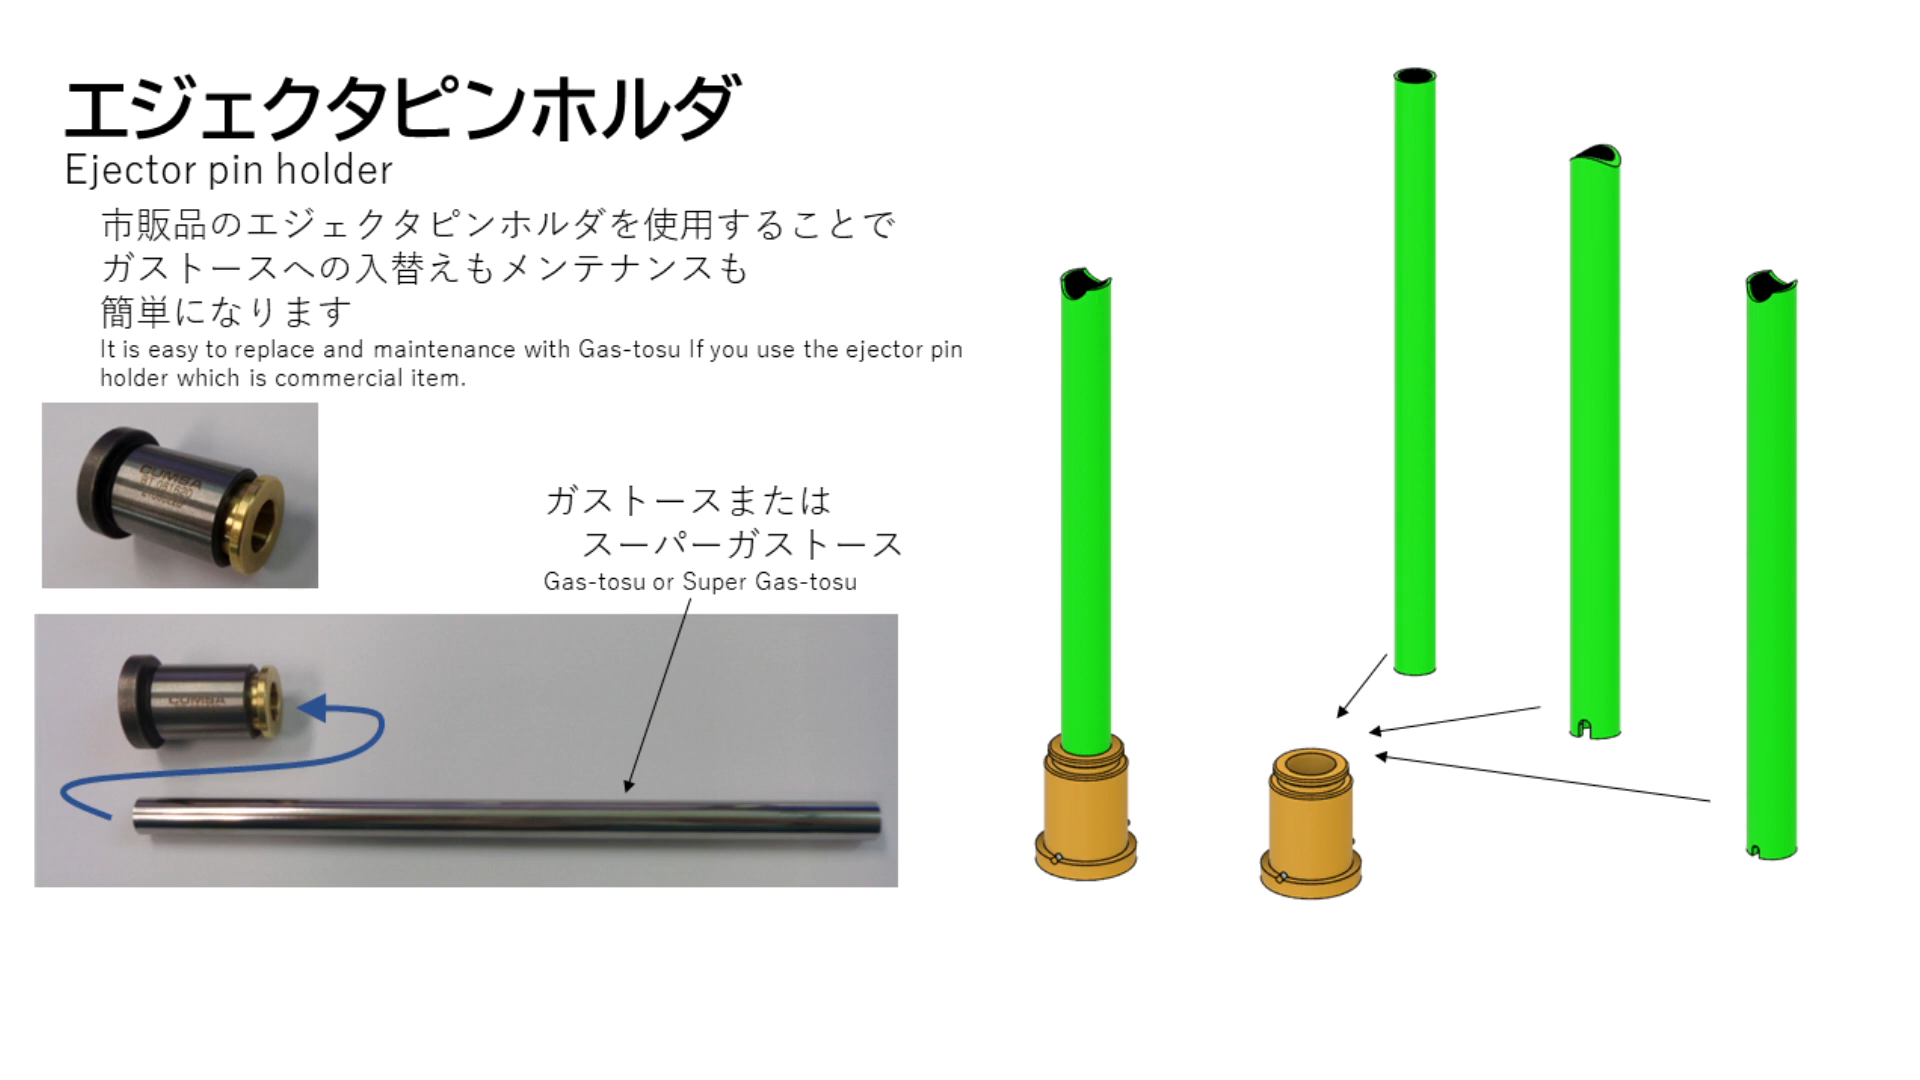 エジェクタピンホルダ
Ejector pin holder
市販品のエジェクタピンホルダを使用することで
ガストースへの入替えもメンテナンスも
簡単になります
It is easy to replace and maintenance with Gas-tosu If you use the ejector pin
holder which is commercial item.
CUMSA
ガストースまたは
スーパーガストース
Gas-tosu or Super Gas-tosu
CUMSA